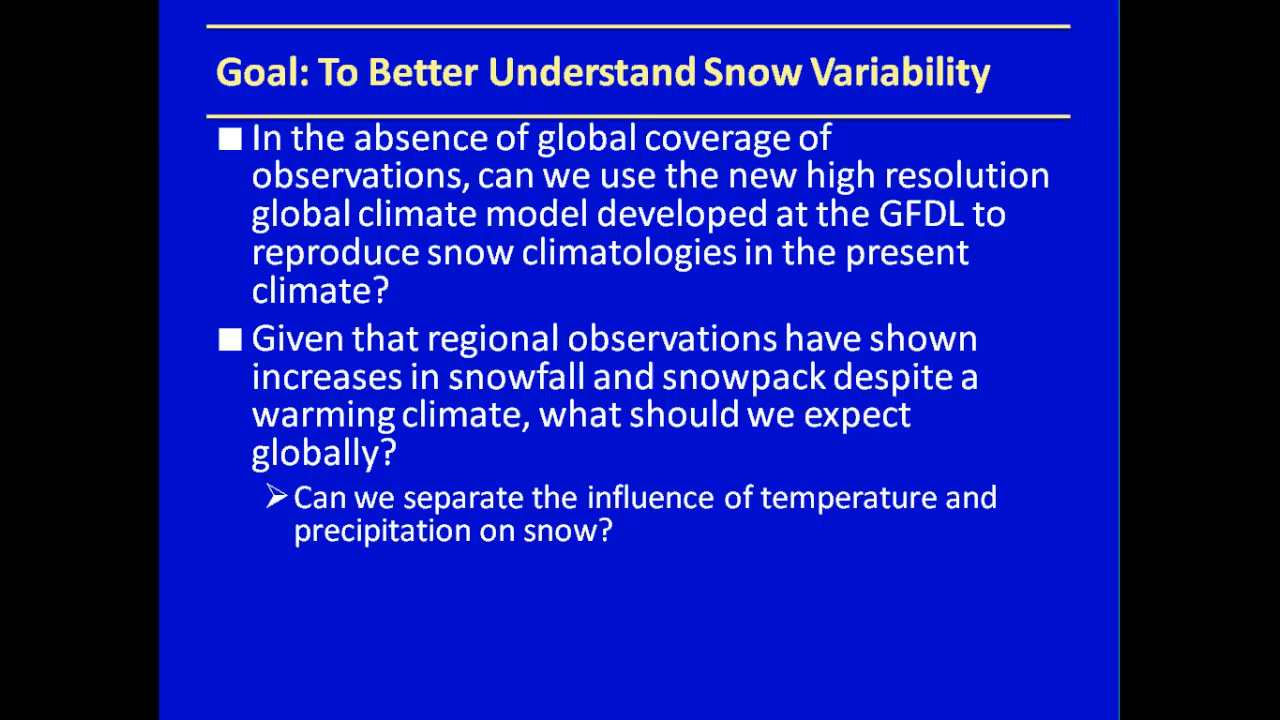 Goal: To Better Understand Snow Variability
In the absence of global coverage of
observations, can we use the new high resolution
global climate model developed at the GFDL to
reproduce snow climatologies in the present
climate?
Given that regional observations have shown
increases in snowfall and snowpack despite a
warming climate, what should we expect
globally?
Can we separate the influence of temperature and
precipitation on snow?